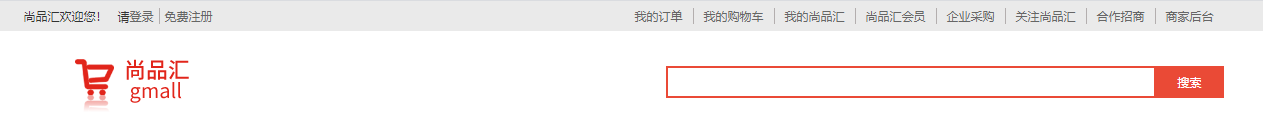 尚品汇欢迎您! 请登录 免费注册 我的订单 我的购物车 我的尚品汇 尚品汇会员 企业采购 关注尚品汇 合作招商 商家后台
尚品汇
gmall
搜索